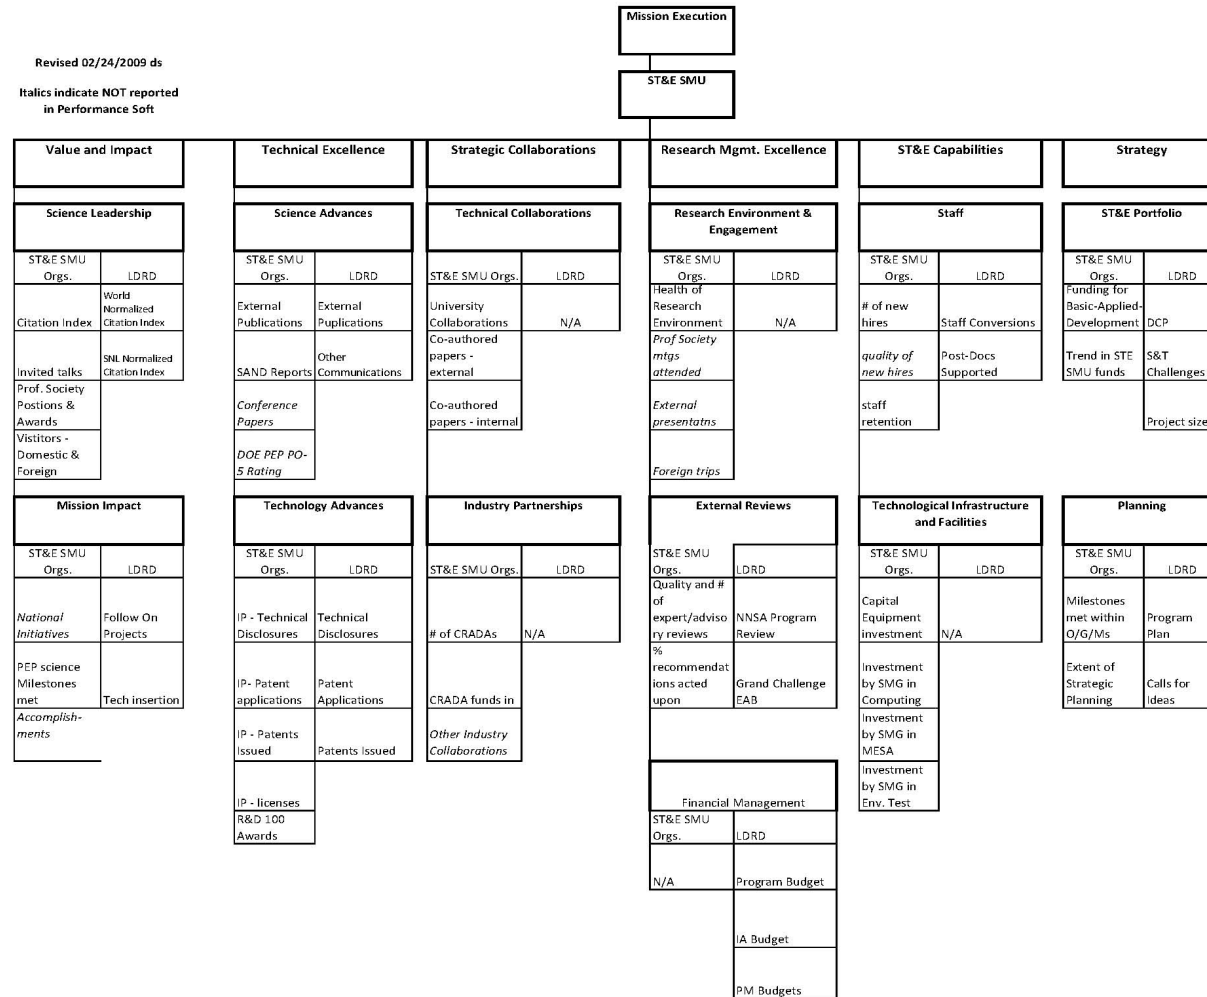 Mission Execution
Revised 02/24/2009 ds
ST&E SMU
Italics indicate NOT reported
in Performance Soft
Value and Impact
Technical Excellence
Strategic Collaborations
Research Mgmt. Excellence
ST&E Capabilities
Strategy
Science Leadership
ST&E SMU
Orgs.
LDRD
Citation Index
World
Normalized
Citation Index
Invited talks
SNL Normalized
Citation Index
Prof. Society
Postions &
Awards
Vistitors -
Domestic &
Foreign
Science Advances
ST&E SMU
Orgs.
LDRD
External
Publications
External
Puplications
SAND Reports
Other
Communications
Conference
Papers
DOE PEP PO-
5 Rating
Technical Collaborations
ST&E SMU Orgs.
LDRD
University
Collaborations
N/A
Co-authored
papers -
external
Co-authored
papers - internal
Research Environment &
Engagement
ST&E SMU
Orgs.
LDRD
Health of
Research
Environment
N/A
Prof Society
mtgs
attended
External
presentatns
Foreign trips
Staff
ST&E SMU
Orgs.
LDRD
# of new
hires
Staff Conversions
quality of
new hires
Post-Docs
Supported
staff
retention
ST&E Portfolio
ST&E SMU
Orgs.
LDRD
Funding for
Basic-Applied-
Development
DCP
Trend in STE
SMU funds
S&T
Challenges
Project size
Mission Impact
ST&E SMU
Orgs.
LDRD
National
Initiatives
Follow On
Projects
PEP science
Milestones
met
Tech insertion
Accomplish-
ments
Technology Advances
ST&E SMU
Orgs.
LDRD
IP - Technical
Disclosures
Technical
Disclosures
IP- Patent
applications
Patent
Applications
IP - Patents
Issued
Patents Issued
IP - licenses
R&D 100
Awards
Industry Partnerships
ST&E SMU Orgs.
LDRD
# of CRADAs
N/A
CRADA funds in
Other Industry
Collaborations
External Reviews
ST&E SMU
Orgs.
LDRD
Quality and #
of
expert/adviso
ry reviews
NNSA Program
Review
%
recommendat
ions acted
upon
Grand Challenge
EAB
Technological Infrastructure
and Facilities
ST&E SMU
Orgs.
LDRD
Capital
Equipment
investment
N/A
Investment
by SMG in
Computing
Investment
by SMG in
MESA
Investment
by SMG in
Env. Test
Planning
ST&E SMU
Orgs.
LDRD
Milestones
met within
O/G/Ms
Program
Plan
Extent of
Strategic
Planning
Calls for
Ideas
Financial Management
ST&E SMU
Orgs.
LDRD
N/A
Program Budget
IA Budget
PM Budgets